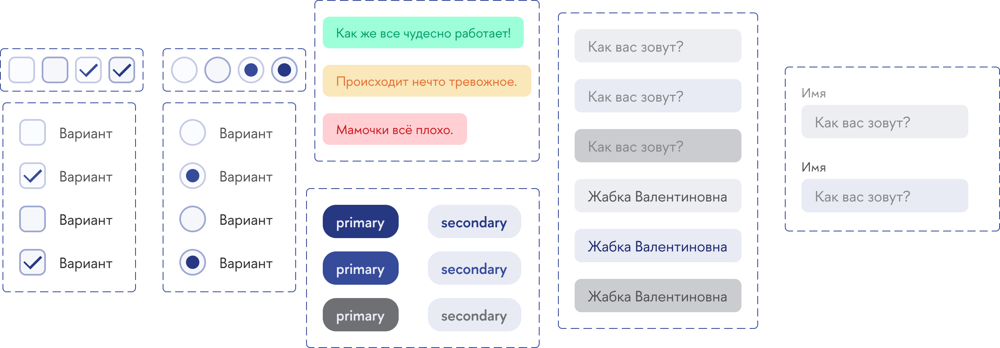 Вариант
Вариант
Вариант
Вариант
Вариант
Вариант
Вариант
Вариант
Как же все чудесно работает!
Происходит нечто тревожное.
Мамочки всё плохо.
primary secondary
primary secondary
primary secondary
Как вас зовут?
Как вас зовут?
Как вас зовут?
Жабка Валентиновна
Жабка Валентиновна
Жабка Валентиновна
Имя
Как вас зовут?
Имя
Как вас зовут?